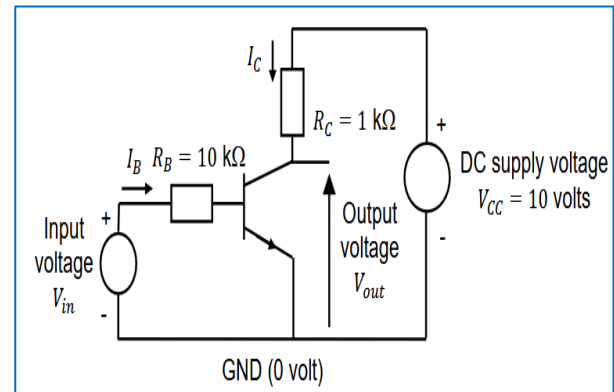 I_C
R_C = 1 kΩ
I_B R_B = 10 kΩ
+
DC supply voltage
V_CC = 10 volts
-
+
Input
voltage
V_in
-
Output
voltage
V_out
GND (0 volt)